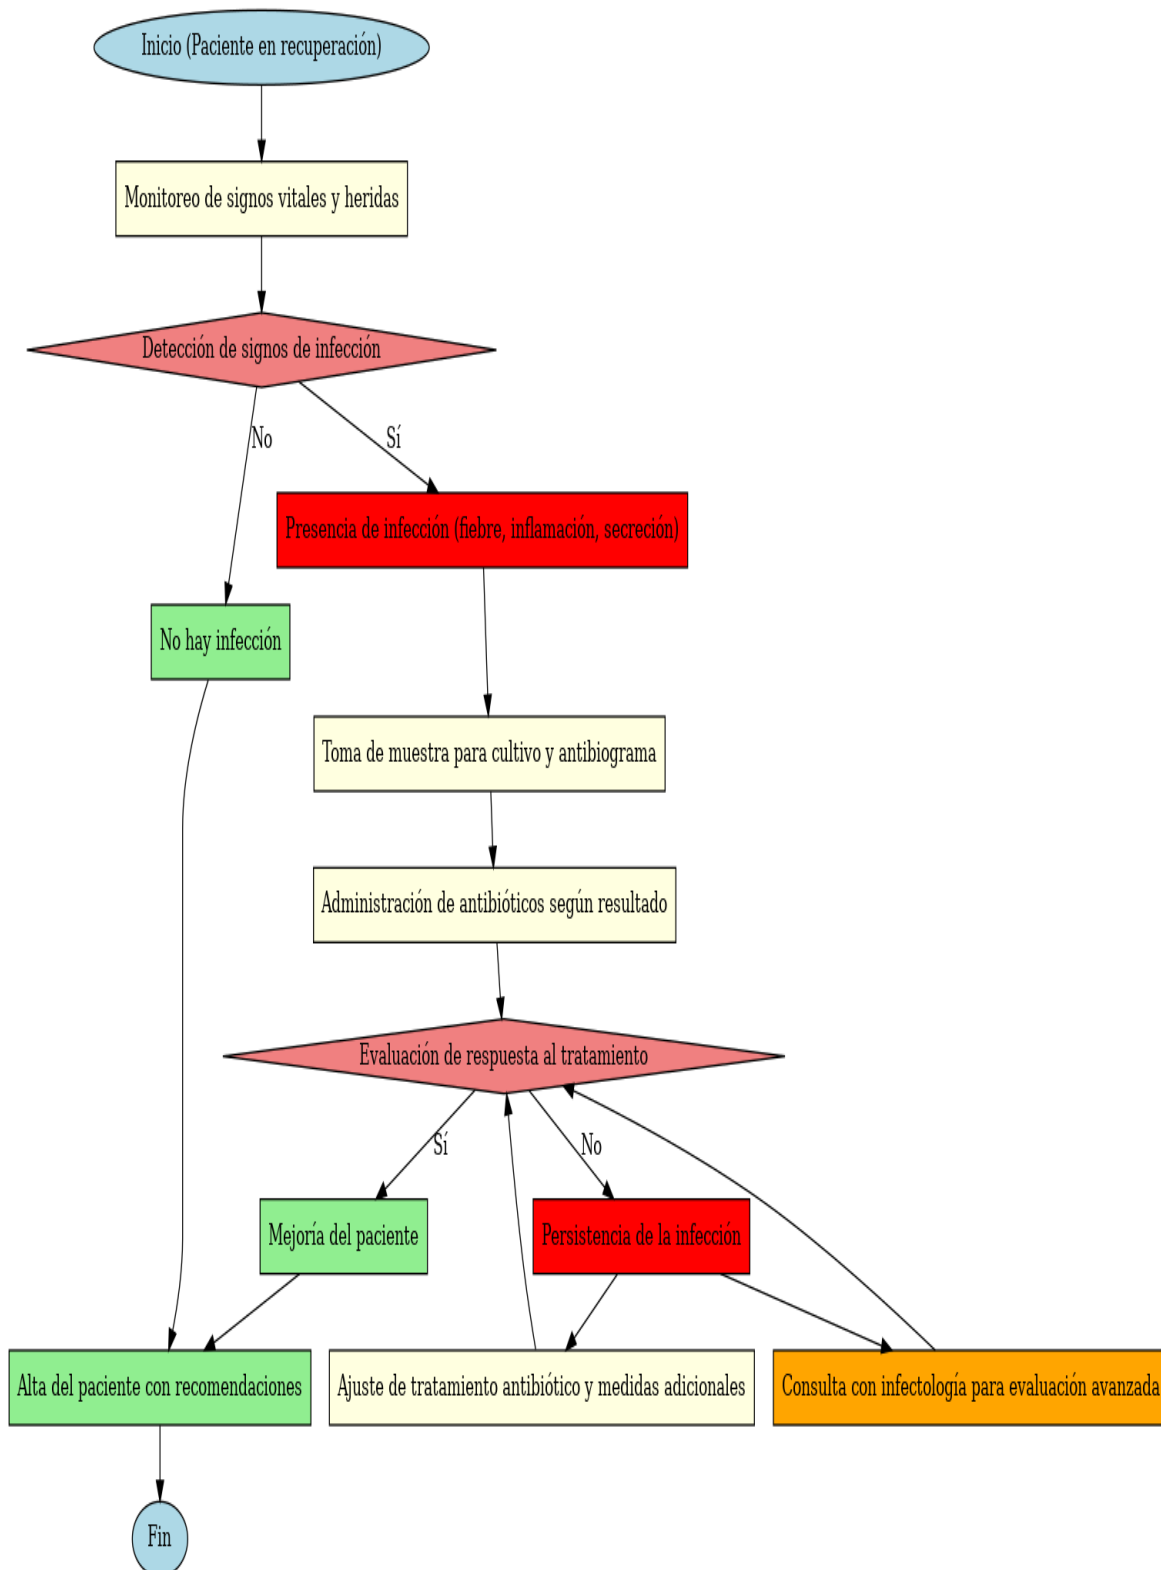 Inicio (Paciente en recuperación)
Monitoreo de signos vitales y heridas
Detección de signos de infección
No
Sí
Presencia de infección (fiebre, inflamación, secreción)
No hay infección
Toma de muestra para cultivo y antibiograma
Administración de antibióticos según resultado
Evaluación de respuesta al tratamiento
Sí
No
Mejoría del paciente
Persistencia de la infección
Alta del paciente con recomendaciones
Ajuste de tratamiento antibiótico y medidas adicionales
Consulta con infectología para evaluación avanzada
Fin